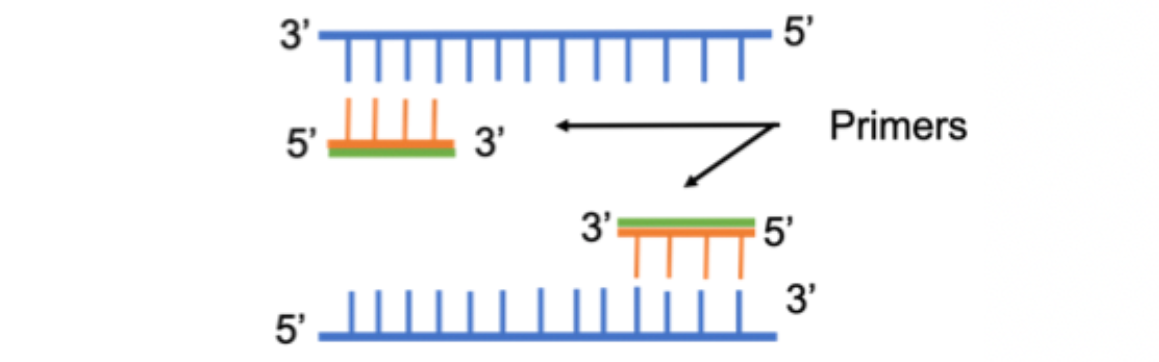 3’ 5’
5’ 3’ Primers
3’ 5’
3’
5’